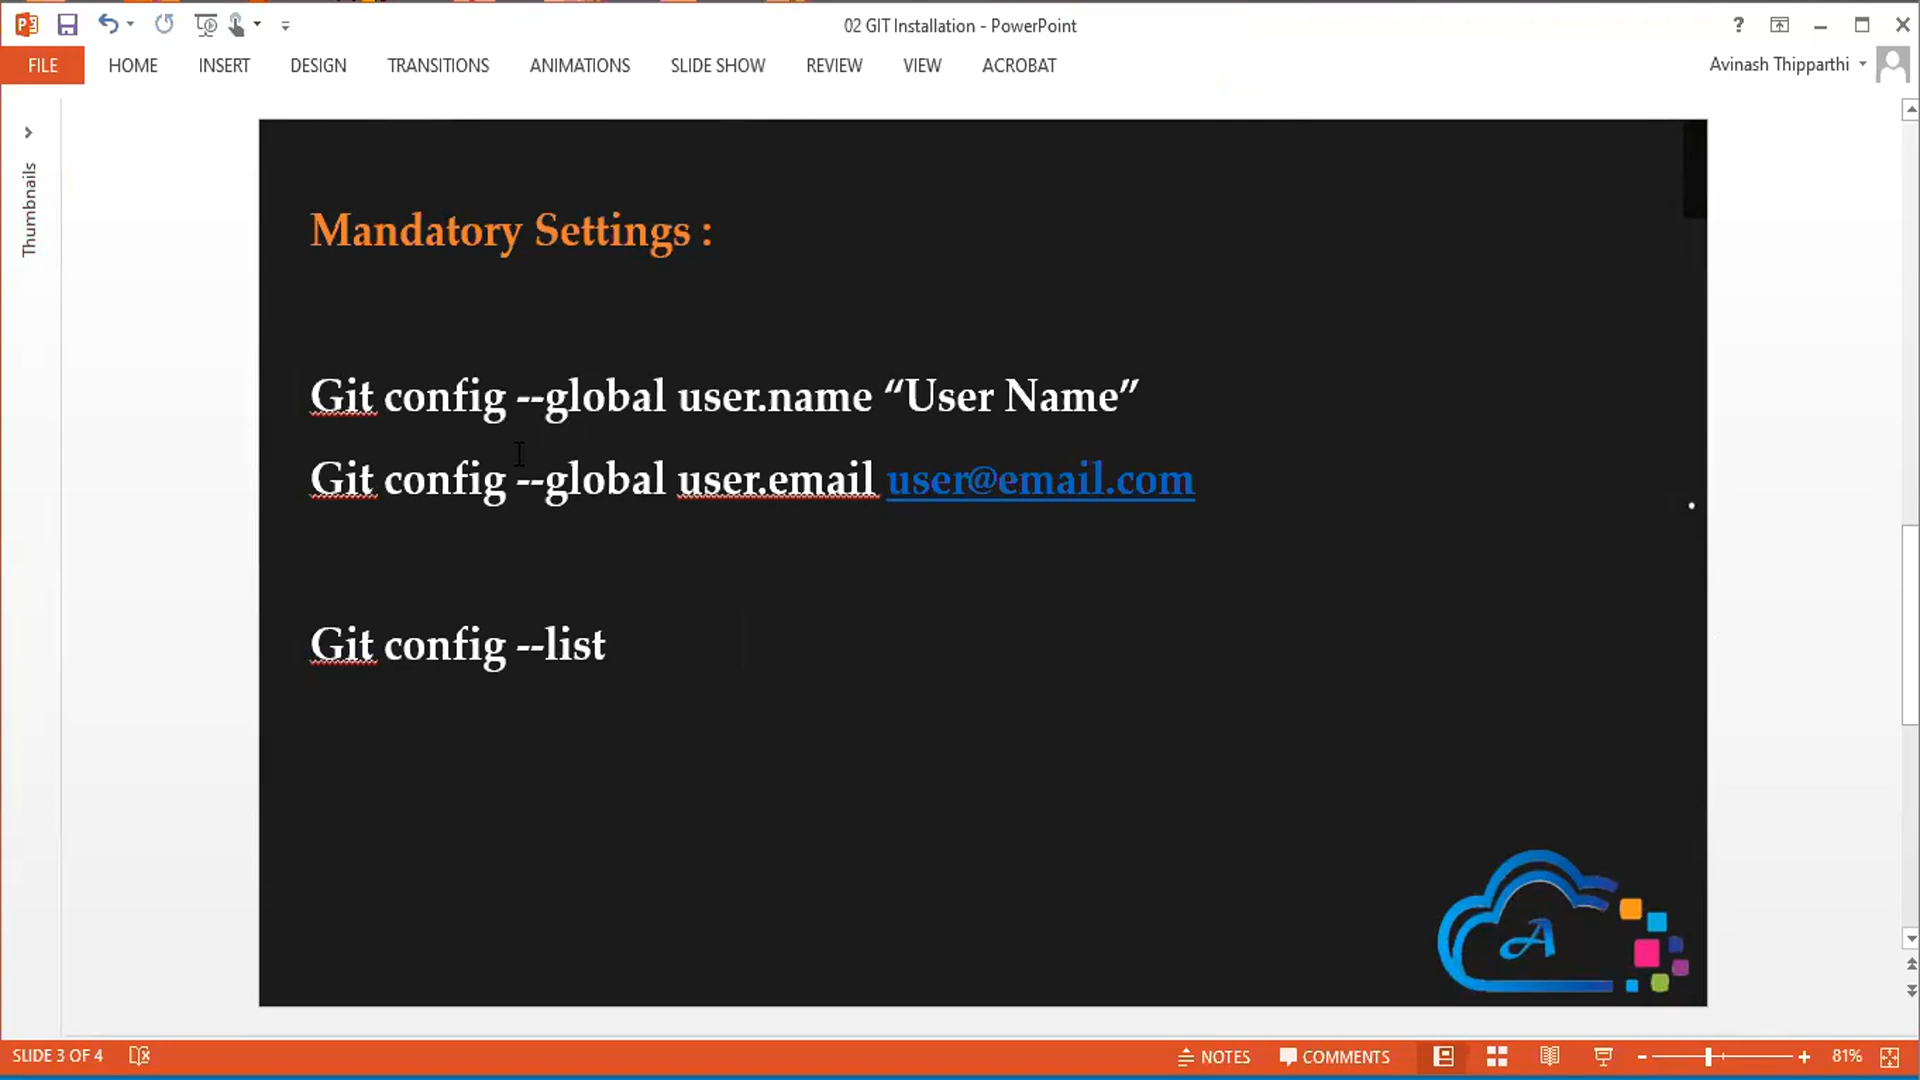 02 GIT Installation - PowerPoint
?
FILE HOME INSERT DESIGN TRANSITIONS ANIMATIONS SLIDE SHOW REVIEW VIEW ACROBAT
Avinash Thipparthi
Thumbnails
Mandatory Settings :
Git config --global user.name “User Name”
Git config --global user.email user@email.com
Git config --list
A
SLIDE 3 OF 4 NOTES COMMENTS 81%